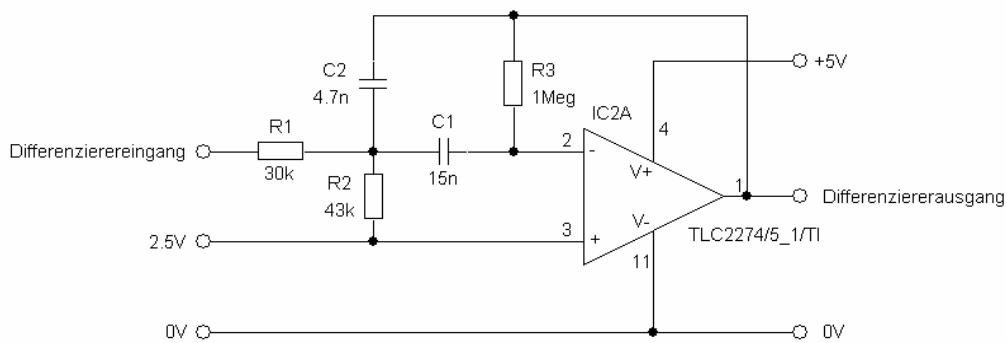 C2
4.7n
R3
1Meg
+5V
IC2A
4
R1
C1
2
-
V+
Differenzierereingang
30k
15n
R2
43k
1
Differenziererausgang
V-
TLC2274/5_1/TI
2.5V
3
+
11
0V
0V